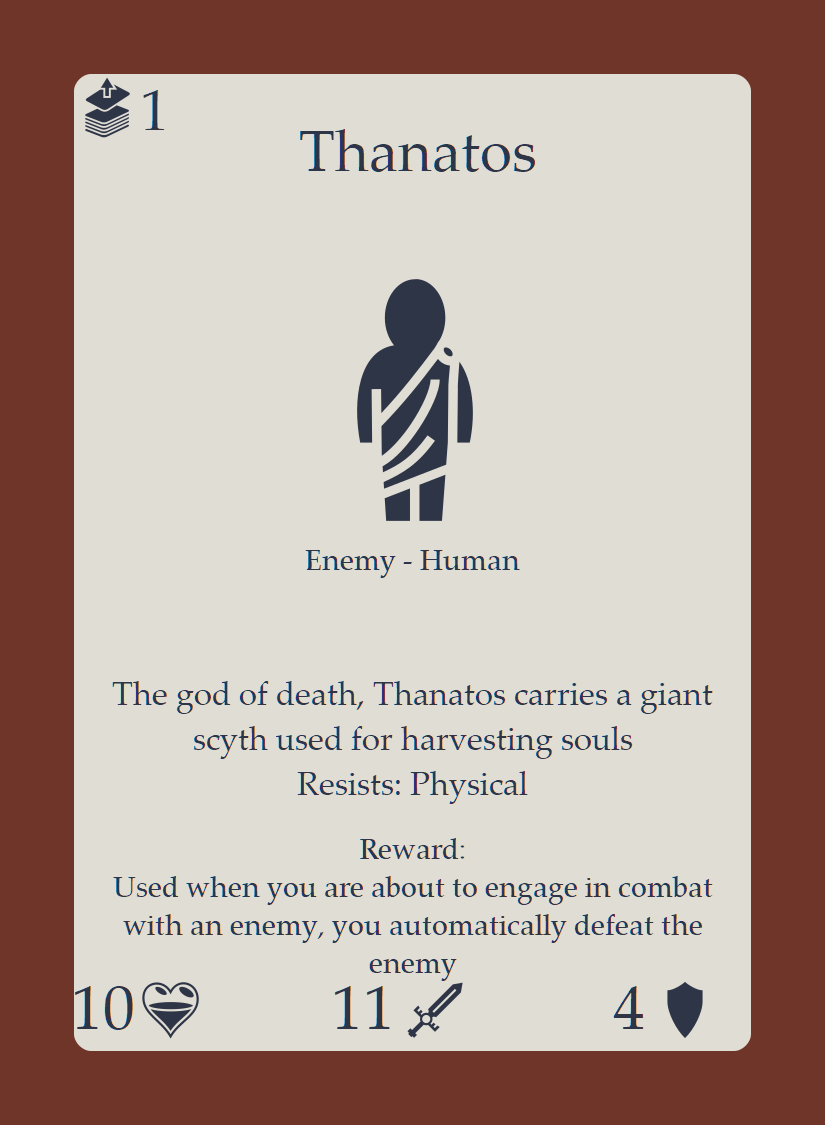 1
Thanatos
Enemy - Human
The god of death, Thanatos carries a giant
scyth used for harvesting souls
Resists: Physical
Reward:
Used when you are about to engage in combat
with an enemy, you automatically defeat the
enemy
10 11 4